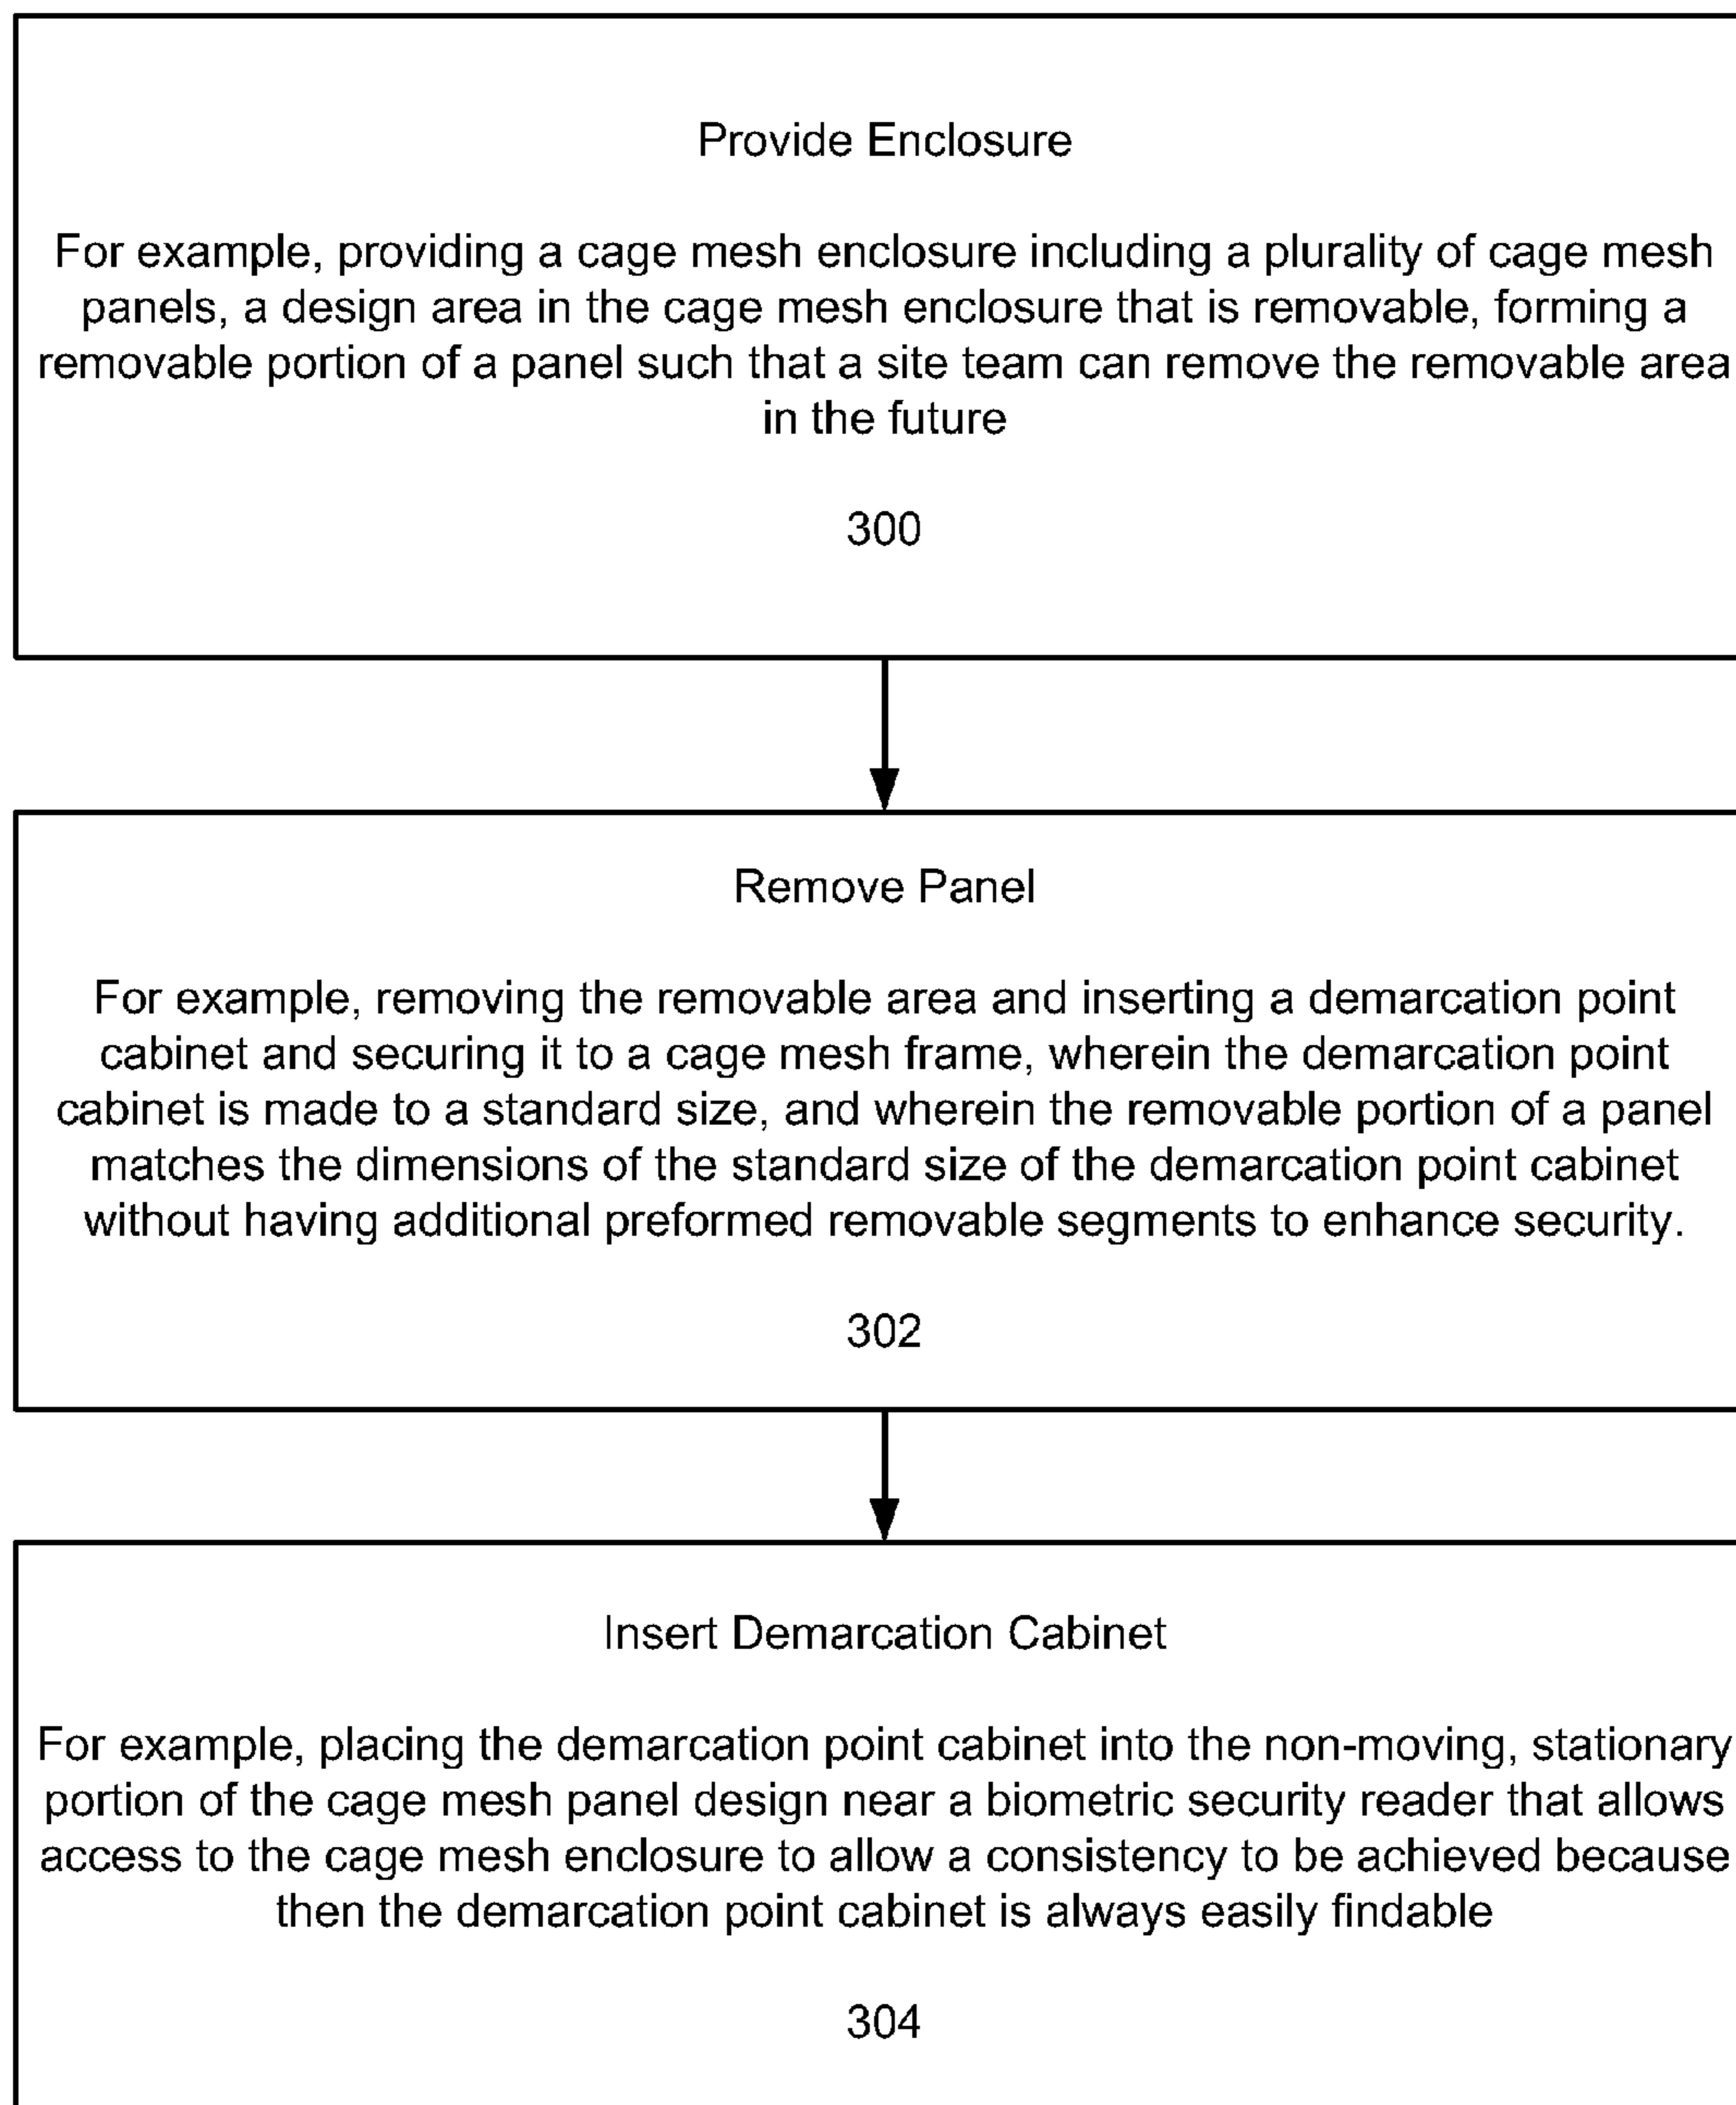 Provide Enclosure
For example, providing a cage mesh enclosure including a plurality of cage mesh
panels, a design area in the cage mesh enclosure that is removable, forming a
removable portion of a panel such that a site team can remove the removable area
in the future
300
Remove Panel
For example, removing the removable area and inserting a demarcation point
cabinet and securing it to a cage mesh frame, wherein the demarcation point
cabinet is made to a standard size, and wherein the removable portion of a panel
matches the dimensions of the standard size of the demarcation point cabinet
without having additional preformed removable segments to enhance security.
302
Insert Demarcation Cabinet
For example, placing the demarcation point cabinet into the non-moving, stationary
portion of the cage mesh panel design near a biometric security reader that allows
access to the cage mesh enclosure to allow a consistency to be achieved because
then the demarcation point cabinet is always easily findable
304